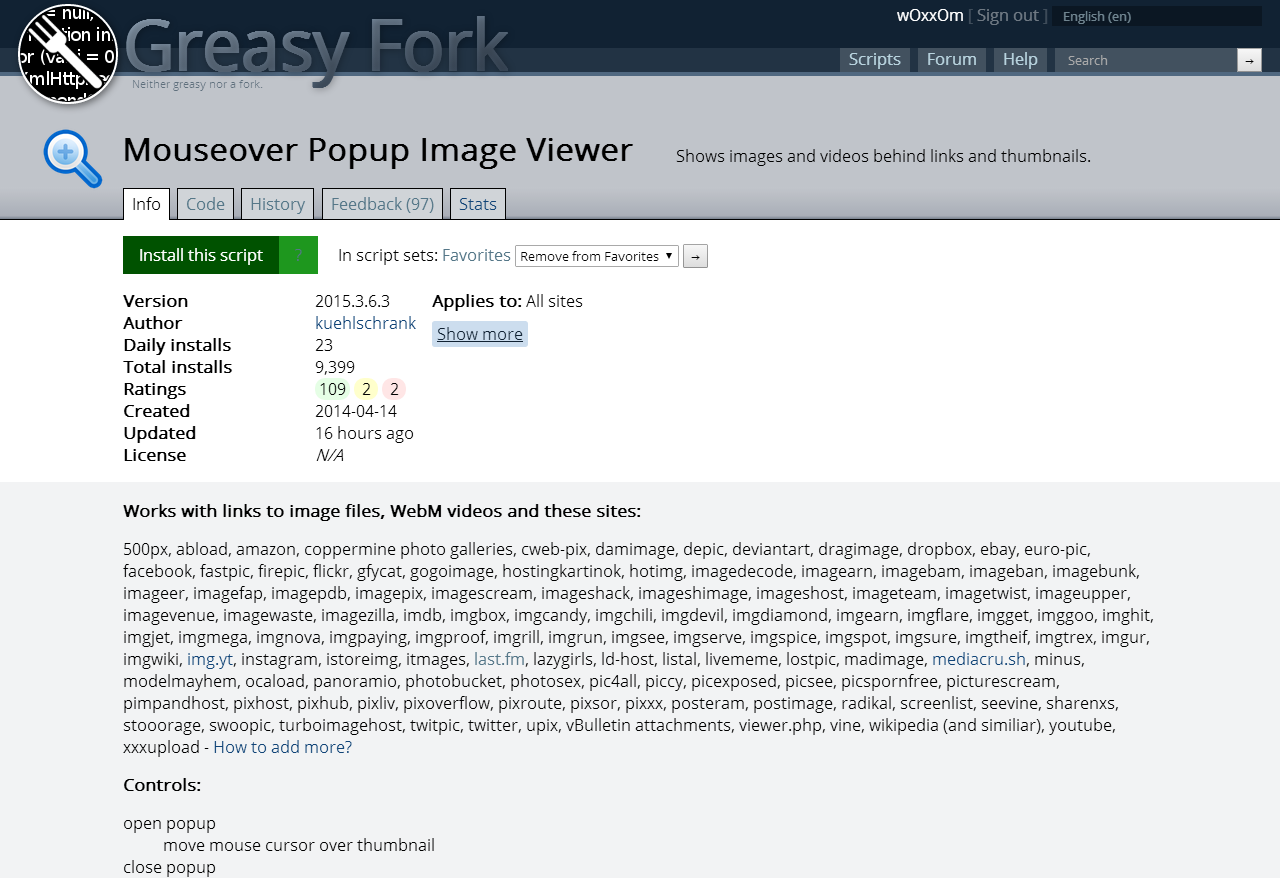 = null,
tion in
or (va i = 0
mlHttp
Greasy Fork
Neither greasy nor a fork.
wOxxOm [ Sign out ] English (en)
Scripts Forum Help Search →
Mouseover Popup Image Viewer
Shows images and videos behind links and thumbnails.
Info Code History Feedback (97) Stats
Install this script ? In script sets: Favorites Remove from Favorites ▼ →
Version 2015.3.6.3 Applies to: All sites
Author kuehlschrank Show more
Daily installs 23
Total installs 9,399
Ratings 109 2 2
Created 2014-04-14
Updated 16 hours ago
License N/A
Works with links to image files, WebM videos and these sites:
500px, abload, amazon, coppermine photo galleries, cweb-pix, damimage, depic, deviantart, dragimage, dropbox, ebay, euro-pic,
facebook, fastpic, firepic, flickr, gfycat, gogoimage, hostingkartinok, hotimg, imagedecode, imagearn, imagebam, imageban, imagebunk,
imageer, imagefap, imagepdb, imagepix, imagescream, imageshack, imageshimage, imageshost, imageteam, imagetwist, imageupper,
imagevenue, imagewaste, imagezilla, imdb, imgbox, imgcandy, imgchili, imgdevil, imgdiamond, imgearn, imgflare, imgget, imggoo, imghit,
imgjet, imgmega, imgnova, imgpaying, imgproof, imgrill, imgrun, imgsee, imgserve, imgspice, imgspot, imgsure, imgtheif, imgtrex, imgur,
imgwiki, img.yt, instagram, istoreimg, itmages, last.fm, lazygirls, ld-host, listal, livememe, lostpic, madimage, mediacru.sh, minus,
modelmayhem, ocaload, panoramio, photobucket, photosex, pic4all, piccy, picexposed, picsee, picspornfree, picturescream,
pimpandhost, pixhost, pixhub, pixliv, pixoverflow, pixroute, pixsor, pixxx, posteram, postimage, radikal, screenlist, seevine, sharenxs,
stooorage, swoopic, turboimagehost, twitpic, twitter, upix, vBulletin attachments, viewer.php, vine, wikipedia (and similiar), youtube,
xxxupload - How to add more?
Controls:
open popup
move mouse cursor over thumbnail
close popup